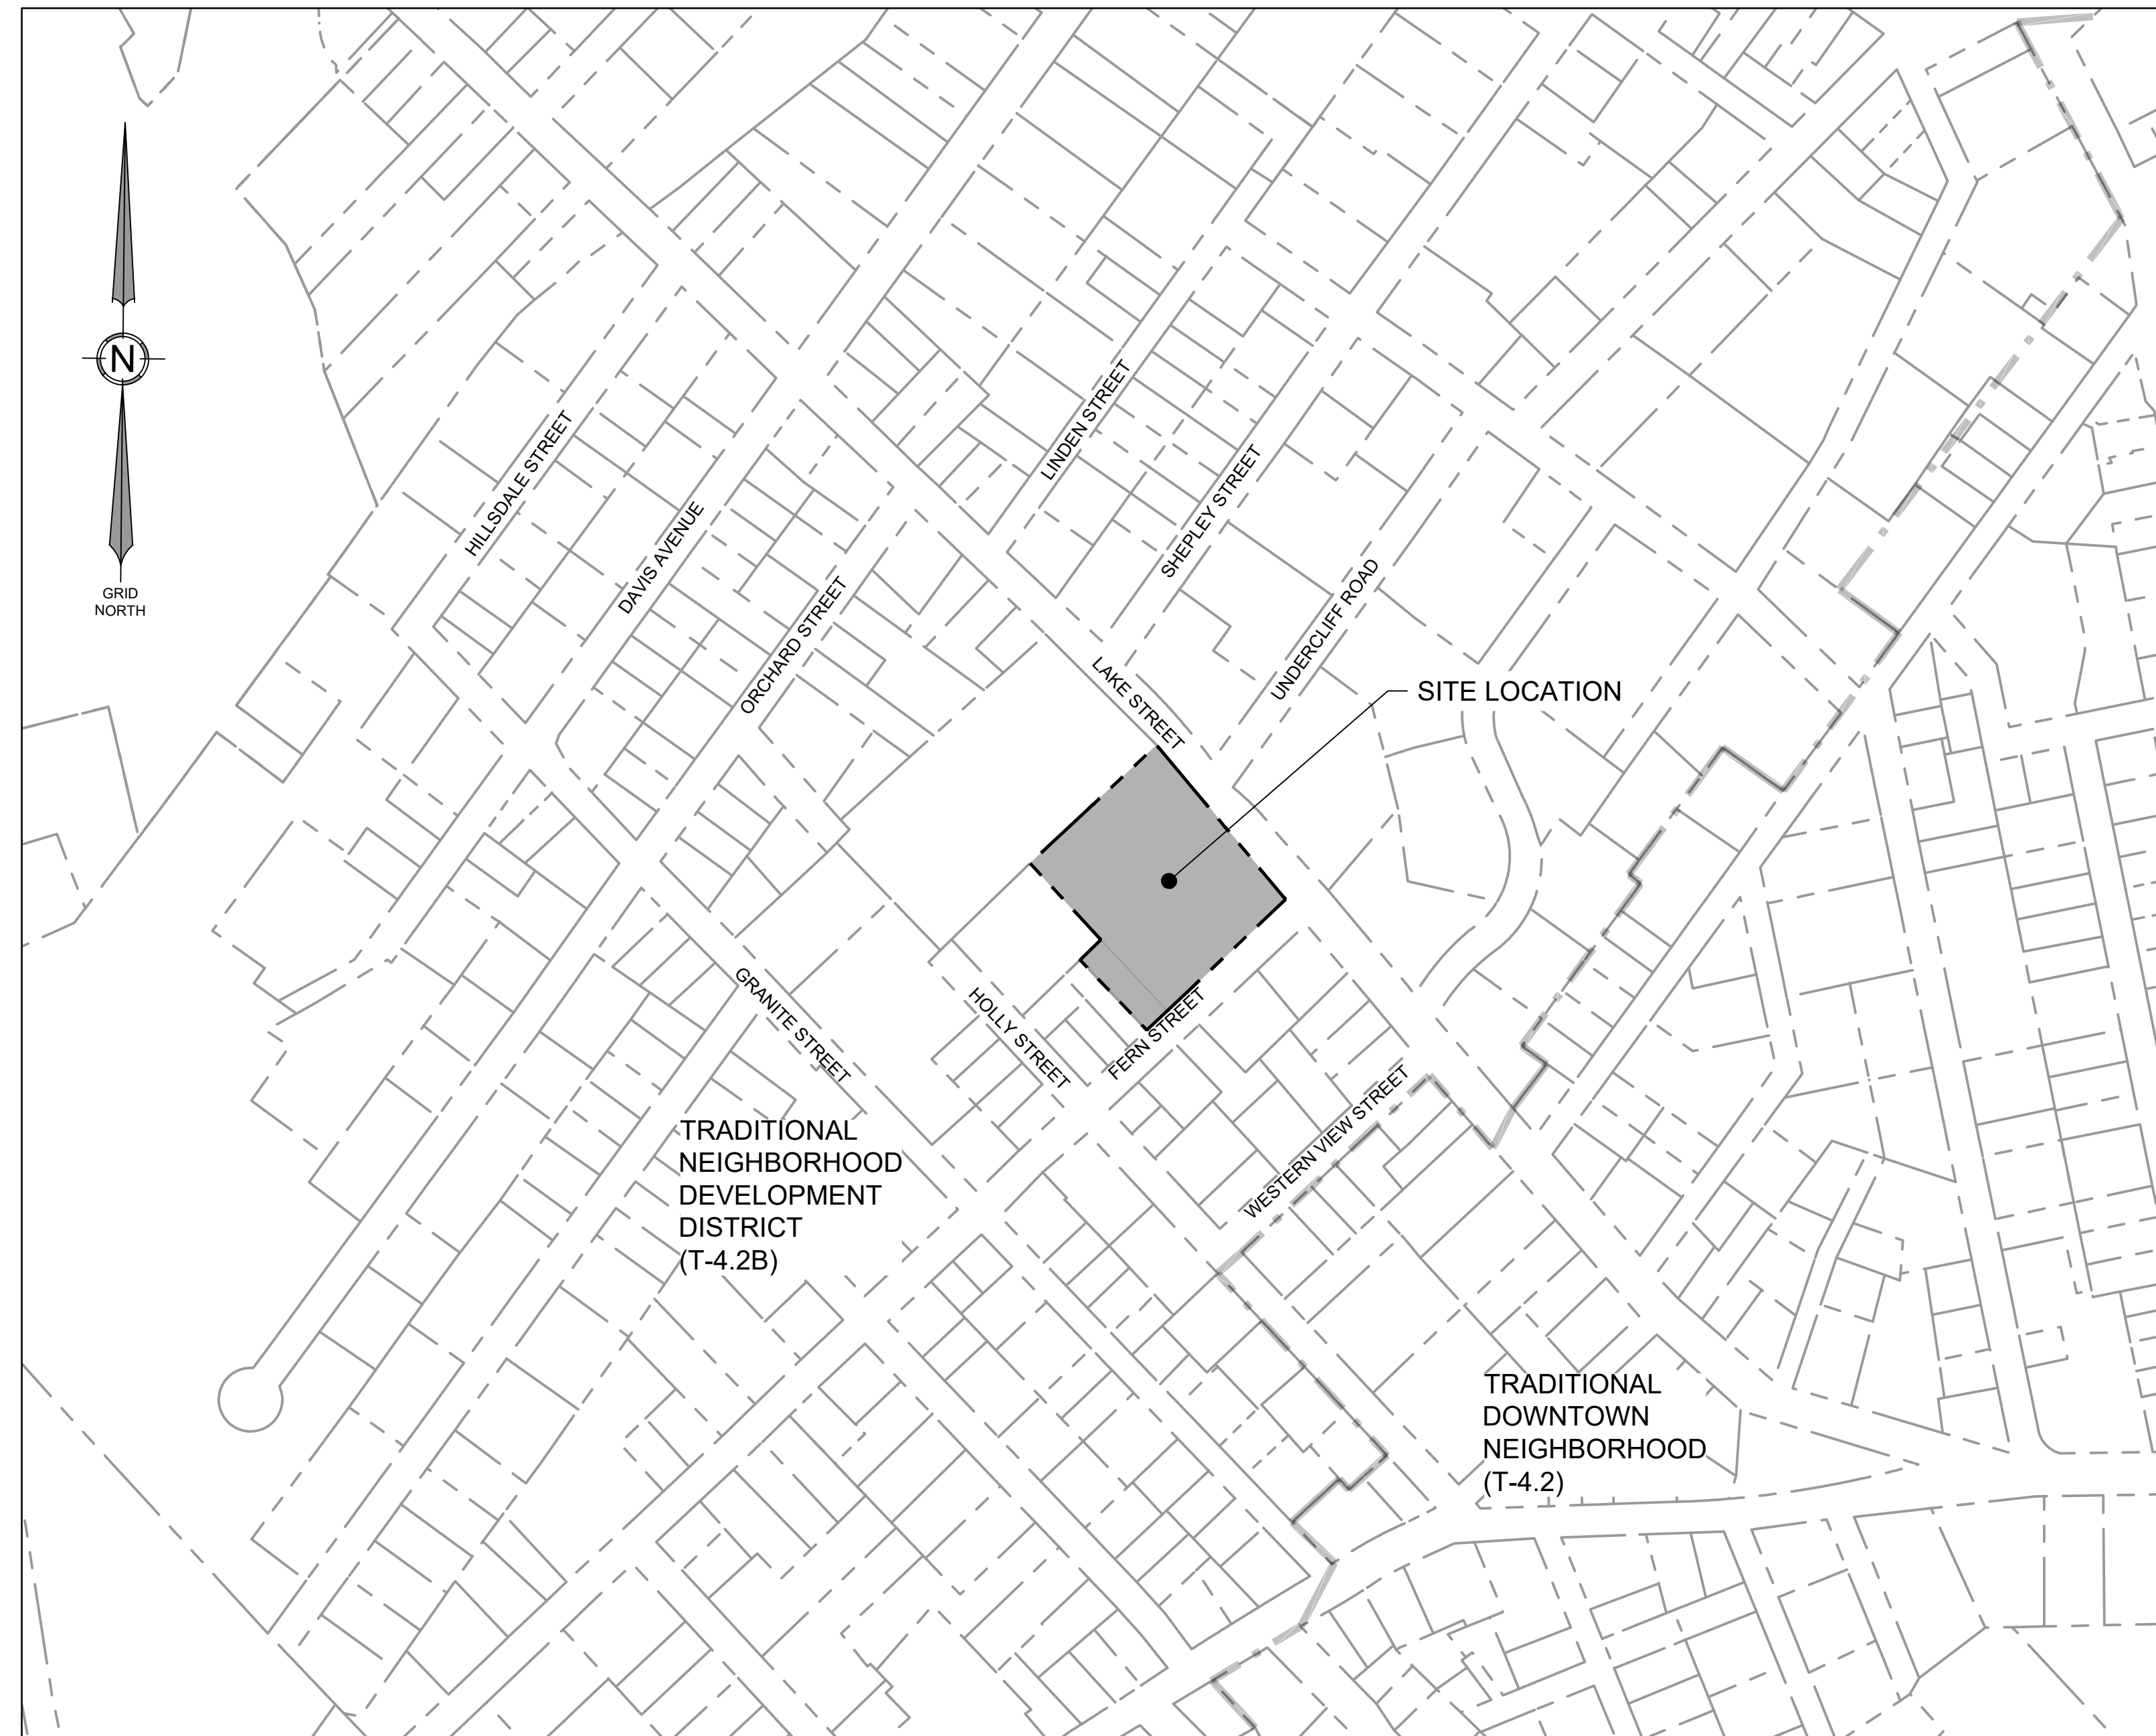 N
GRID
NORTH
HILLSDALE STREET
DAVIS AVENUE
ORCHARD STREET
LINDEN STREET
SHEPLEY STREET
UNDERCLIFF ROAD
LAKE STREET
SITE LOCATION
GRANITE STREET
HOLLY STREET
FERN STREET
WESTERN VIEW STREET
TRADITIONAL
NEIGHBORHOOD
DEVELOPMENT
DISTRICT
(T-4.2B)
TRADITIONAL
DOWNTOWN
NEIGHBORHOOD
(T-4.2)